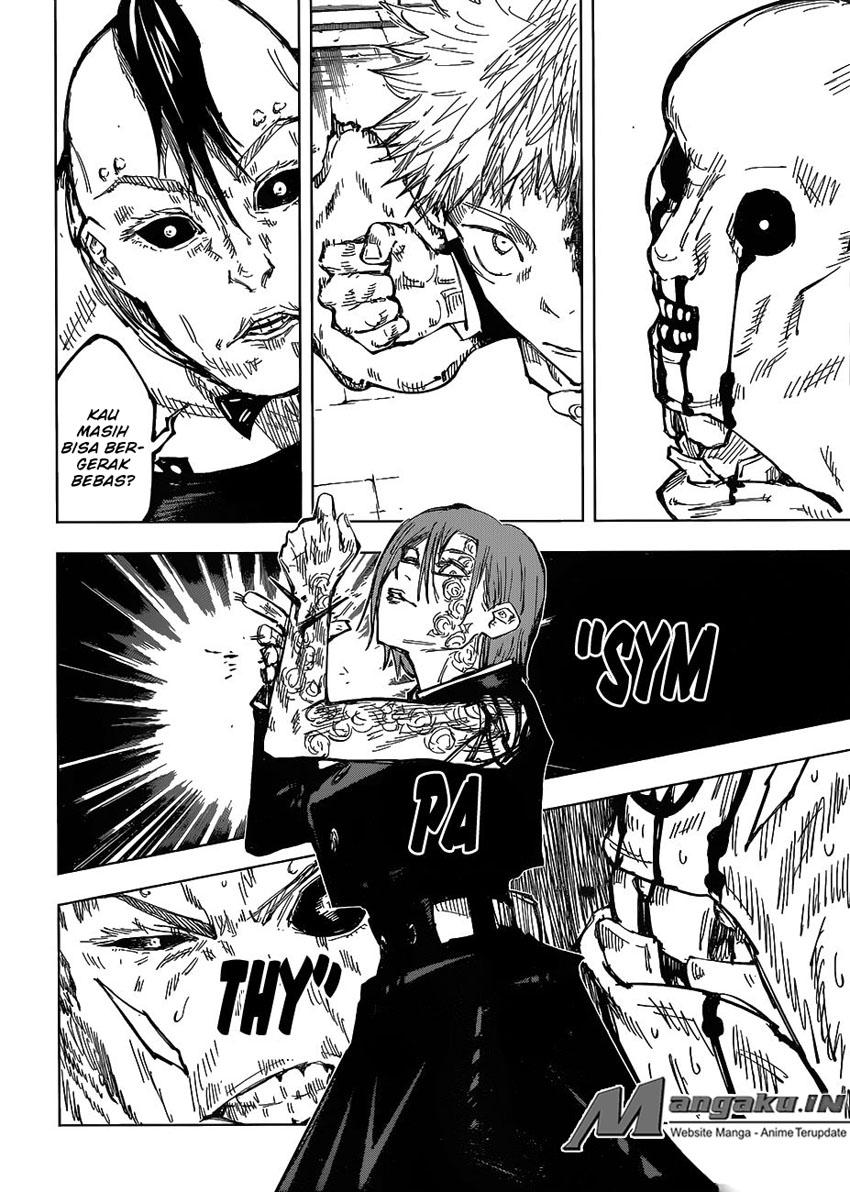 KAU
MASIH
BISA BER-
GERAK
BEBAS?
"SYM
PA
THY"
Mangaku.in
Website Manga - Anime Terupdate